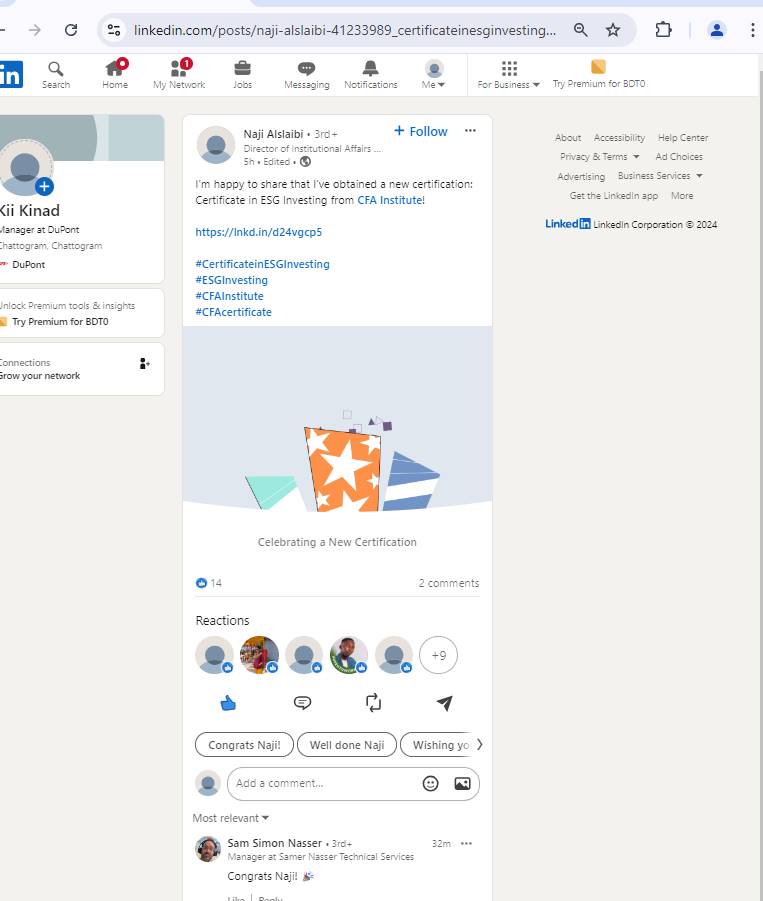 linkedin.com/posts/naji-alslaibi-41233989_certificateinesginvesting...
in
Search
Home
1
My Network
Jobs
Messaging
Notifications
Me
For Business
Try Premium for BDT0
Kii Kinad
Manager at DuPont
Chattogram, Chattogram
DuPont
Unlock Premium tools & insights
Try Premium for BDT0
Connections
Grow your network
Naji Alslaibi • 3rd+
+ Follow
Director of Institutional Affairs ...
5h • Edited •
I'm happy to share that I've obtained a new certification:
Certificate in ESG Investing from CFA Institute!
https://lnkd.in/d24vgcp5
#CertificateinESGInvesting
#ESGInvesting
#CFAInstitute
#CFAcertificate
Celebrating a New Certification
14
2 comments
Reactions
+9
Congrats Naji!
Well done Naji
Wishing yo
Add a comment...
Most relevant
Sam Simon Nasser • 3rd+
32m
Manager at Samer Nasser Technical Services
Congrats Naji! 🎉
Like | Reply
About
Accessibility
Help Center
Privacy & Terms
Ad Choices
Advertising
Business Services
Get the LinkedIn app
More
LinkedIn LinkedIn Corporation © 2024